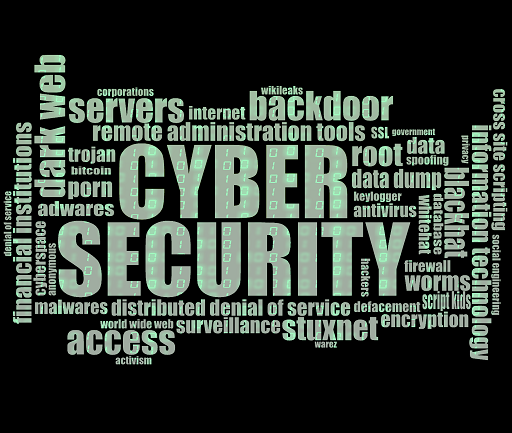 corporations
wikileaks
dark web
servers
internet
backdoor
remote administration tools
SSL
government
trojan
bitcoin
porn
adwares
CYBER
root
data
spoofing
privacy
data dump
keylogger
antivirus
cross site scripting
information technology
blackhat
database
whitehat
social engineering
denial of service
financial institutions
cyberspace
anonymous
SECURITY
hackers
firewall
worms
script kids
malwares
distributed denial of service
defacement
encryption
world wide web
surveillance
stuxnet
access
warez
activism